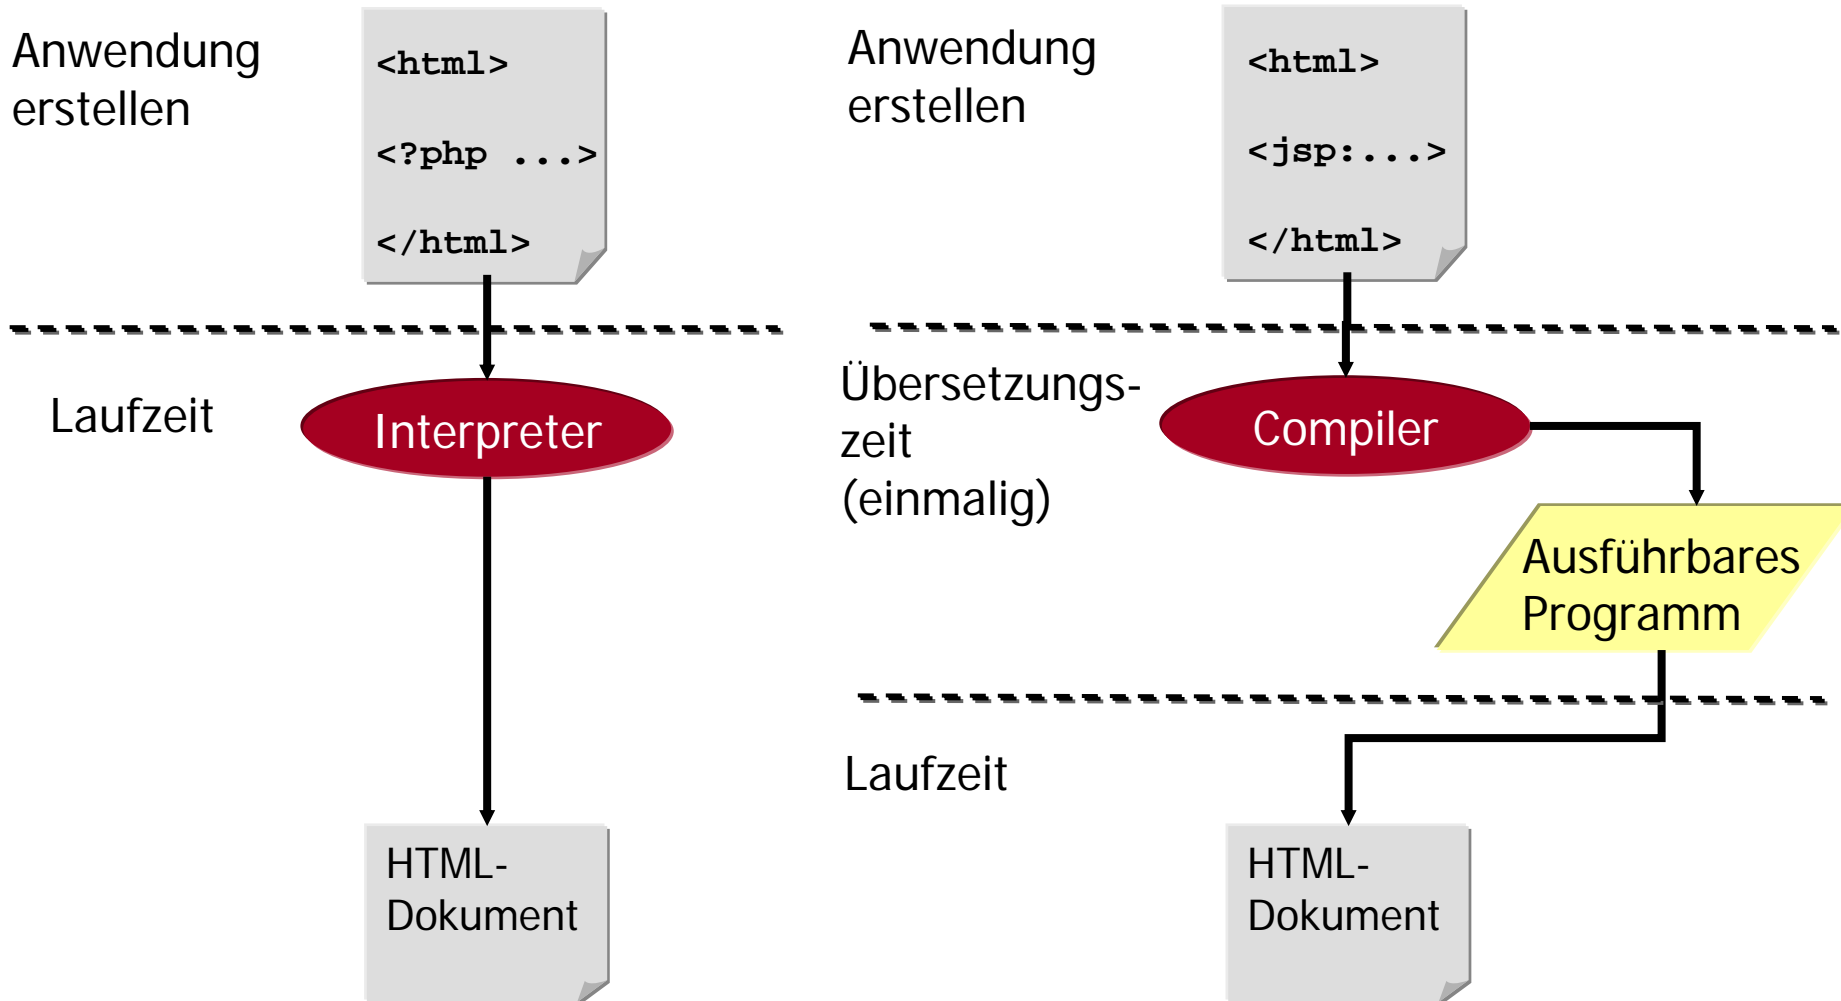 Anwendung
erstellen
<html>
<?php ...>
</html>
Laufzeit
Interpreter
HTML-
Dokument
Anwendung
erstellen
<html>
<jsp:...>
</html>
Übersetzungs-
zeit
(einmalig)
Compiler
Ausführbares
Programm
Laufzeit
HTML-
Dokument